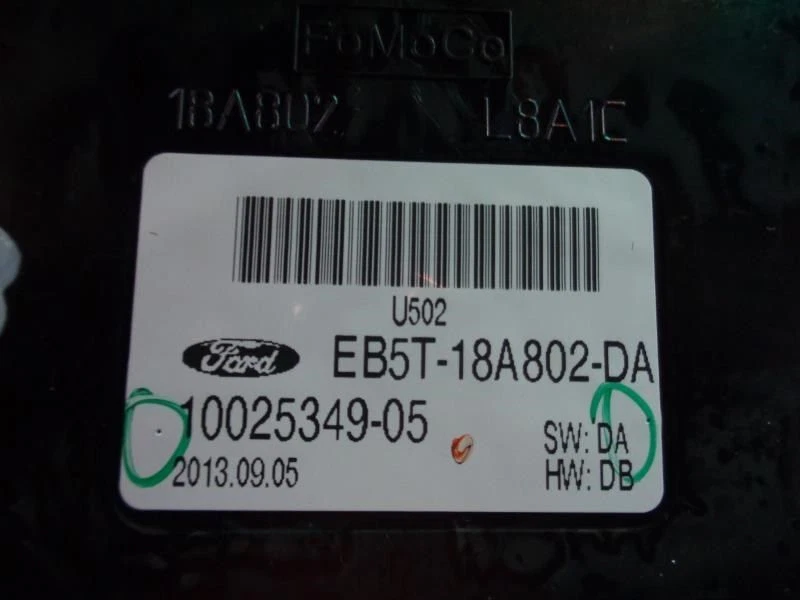 FoMoCo
18A802 L8A1C
U502
Ford EB5T-18A802-DA
10025349-05
SW: DA
2013.09.05 HW: DB